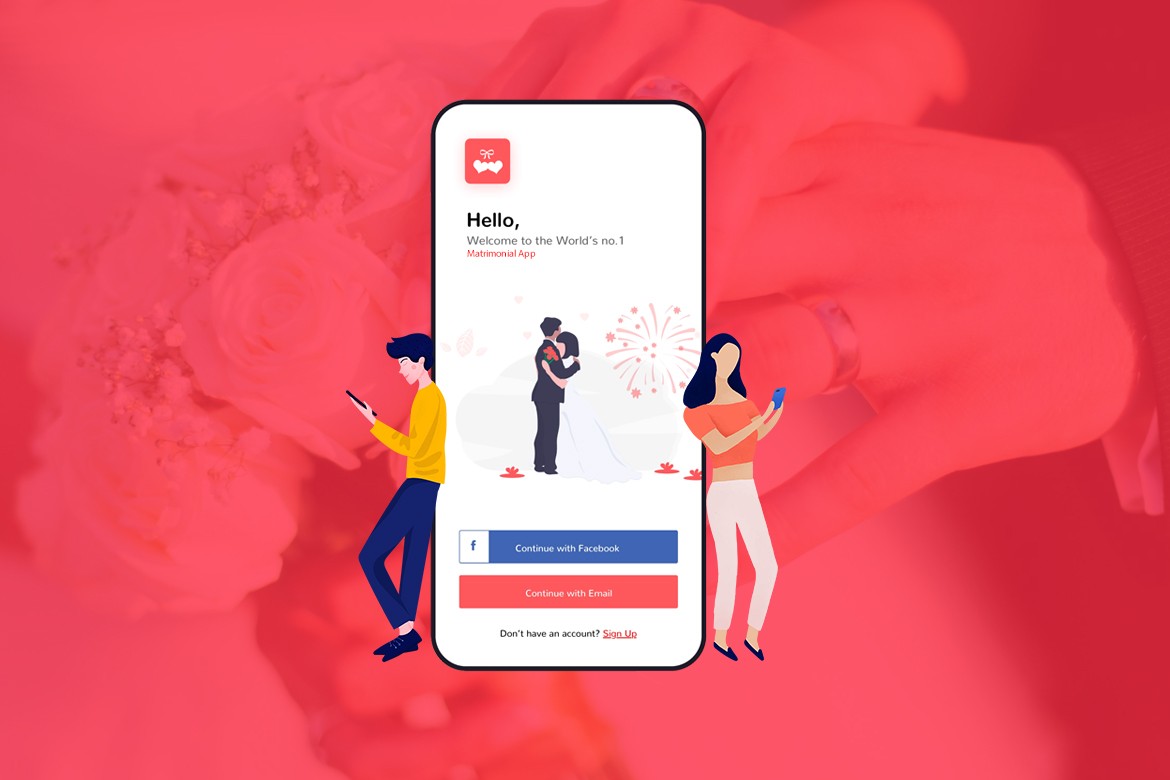 Hello,
Welcome to the World's no.1
Matrimonial App
f
Continue with Facebook
Continue with Email
Don't have an account? Sign Up